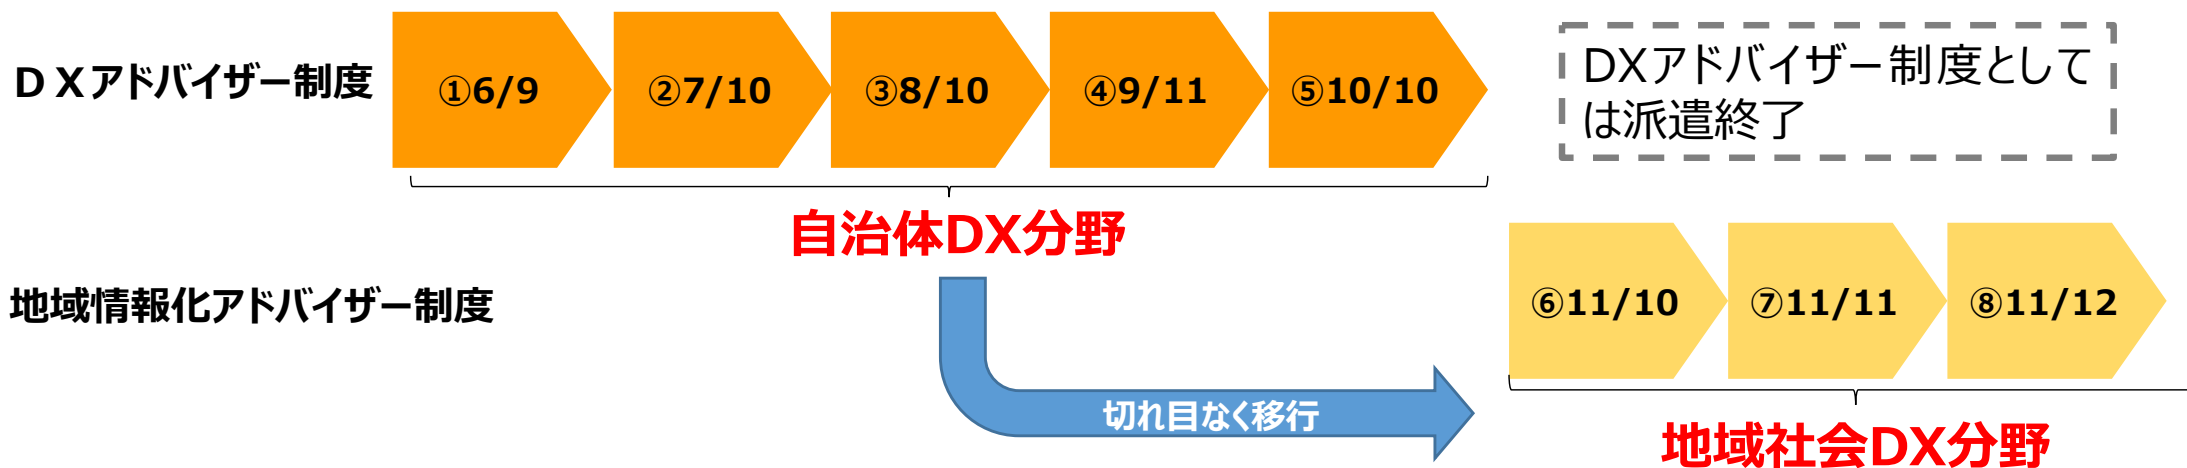 DXアドバイザー制度
①6/9
②7/10
③8/10
④9/11
⑤10/10
DXアドバイザー制度として
は派遣終了
自治体DX分野
地域情報化アドバイザー制度
⑥11/10
⑦11/11
⑧11/12
切れ目なく移行
地域社会DX分野